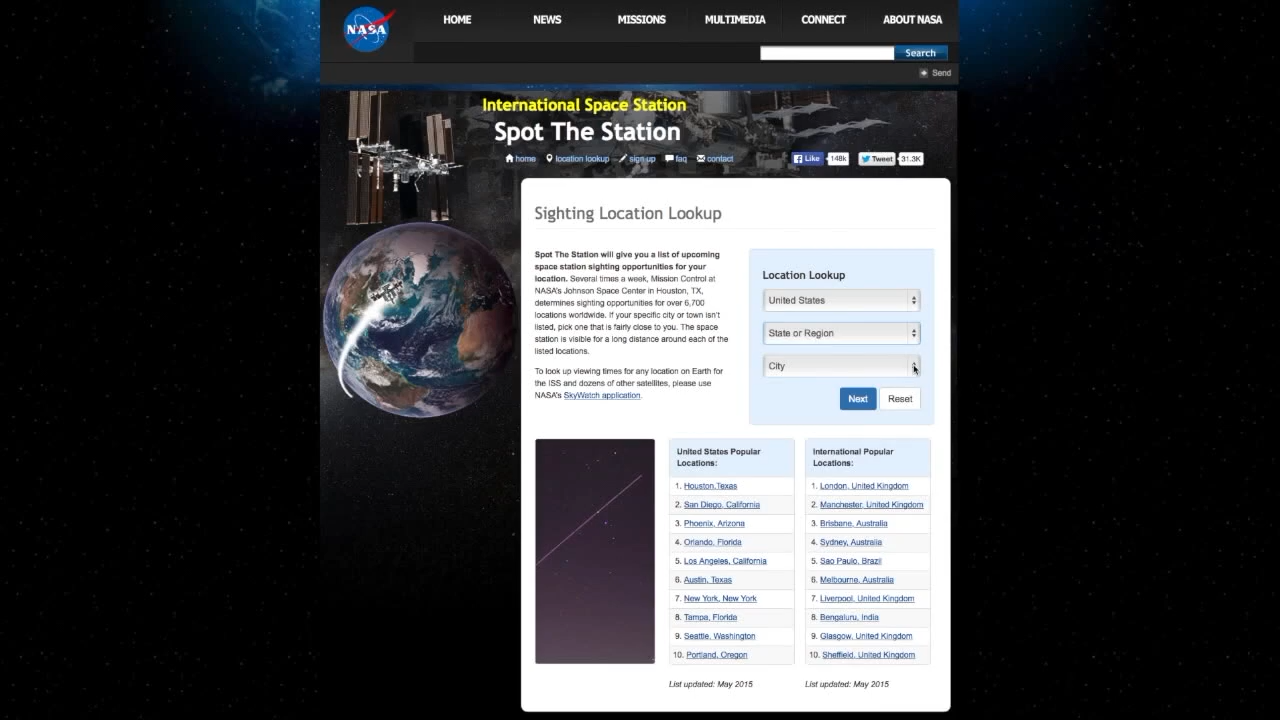 NASA
HOME NEWS MISSIONS MULTIMEDIA CONNECT ABOUT NASA
Search
Send
International Space Station
Spot The Station
home location lookup sign up faq contact
Like 148k Tweet 31.3K
Sighting Location Lookup
Spot The Station will give you a list of upcoming
space station sighting opportunities for your
location. Several times a week, Mission Control at
NASA's Johnson Space Center in Houston, TX,
determines sighting opportunities for over 6,700
locations worldwide. If your specific city or town isn't
listed, pick one that is fairly close to you. The space
station is visible for a long distance around each of the
listed locations.
To look up viewing times for any location on Earth for
the ISS and dozens of other satellites, please use
NASA's SkyWatch application.
Location Lookup
United States
State or Region
City
Next Reset
United States Popular
Locations:
1. Houston,Texas
2. San Diego, California
3. Phoenix, Arizona
4. Orlando, Florida
5. Los Angeles, California
6. Austin, Texas
7. New York, New York
8. Tampa, Florida
9. Seattle, Washington
10. Portland, Oregon
List updated: May 2015
International Popular
Locations:
1. London, United Kingdom
2. Manchester, United Kingdom
3. Brisbane, Australia
4. Sydney, Australia
5. Sao Paulo, Brazil
6. Melbourne, Australia
7. Liverpool, United Kingdom
8. Bengaluru, India
9. Glasgow, United Kingdom
10. Sheffield, United Kingdom
List updated: May 2015